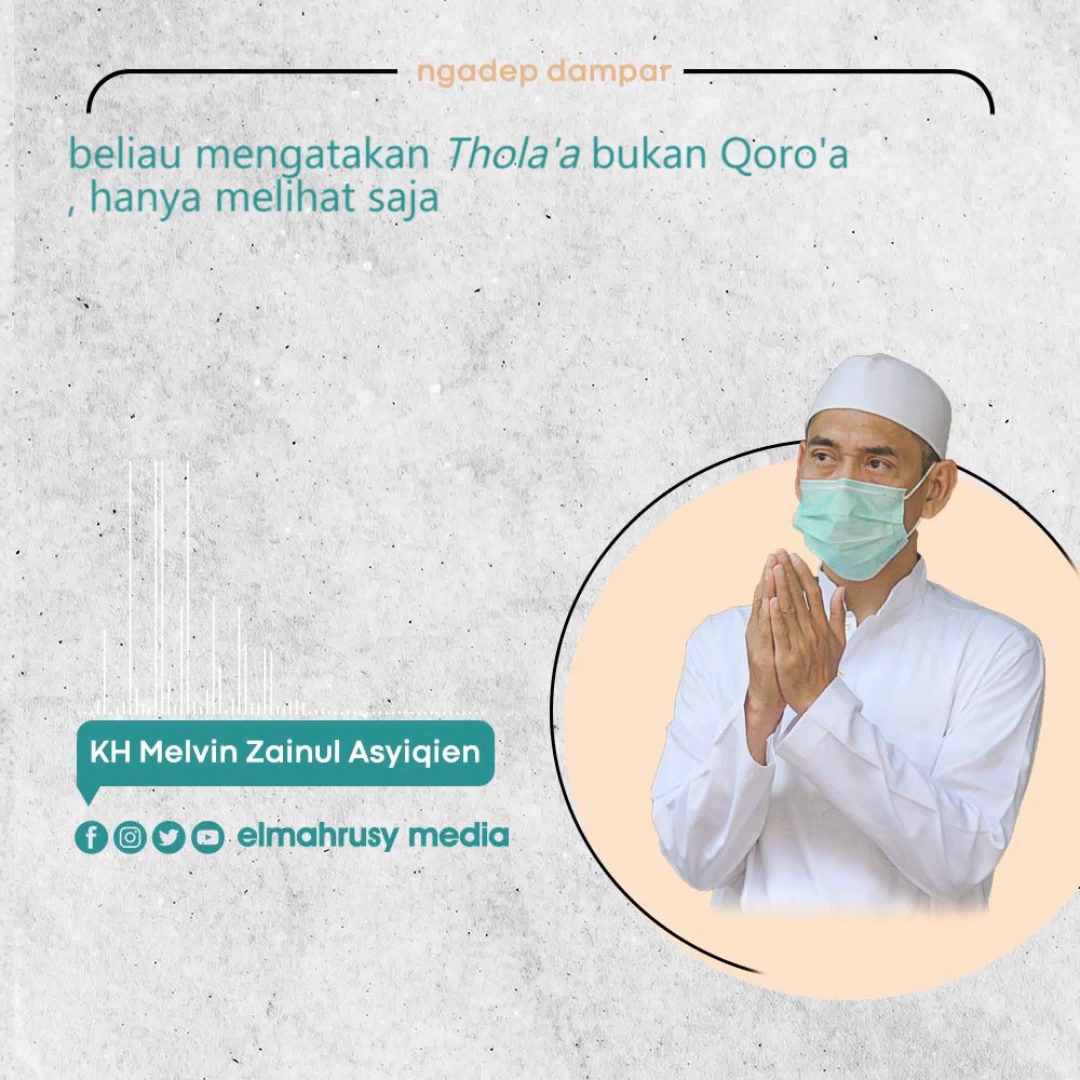 ngadep dampar
beliau mengatakan Thola'a bukan Qoro'a
, hanya melihat saja
KH Melvin Zainul Asyiqien
elmahrusy media